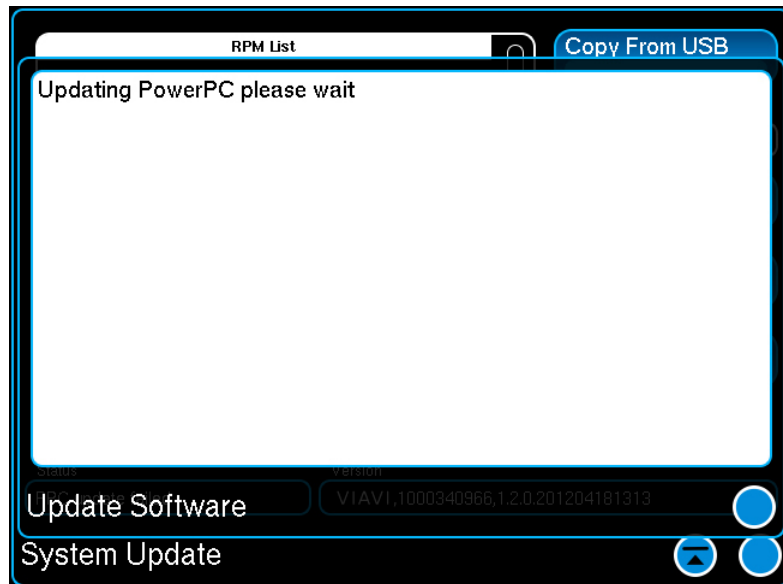 RPM List
Copy From USB
Updating PowerPC please wait
Status
Version
VIAVI,1000340966,1.2.0.201204181313
Update Software
System Update